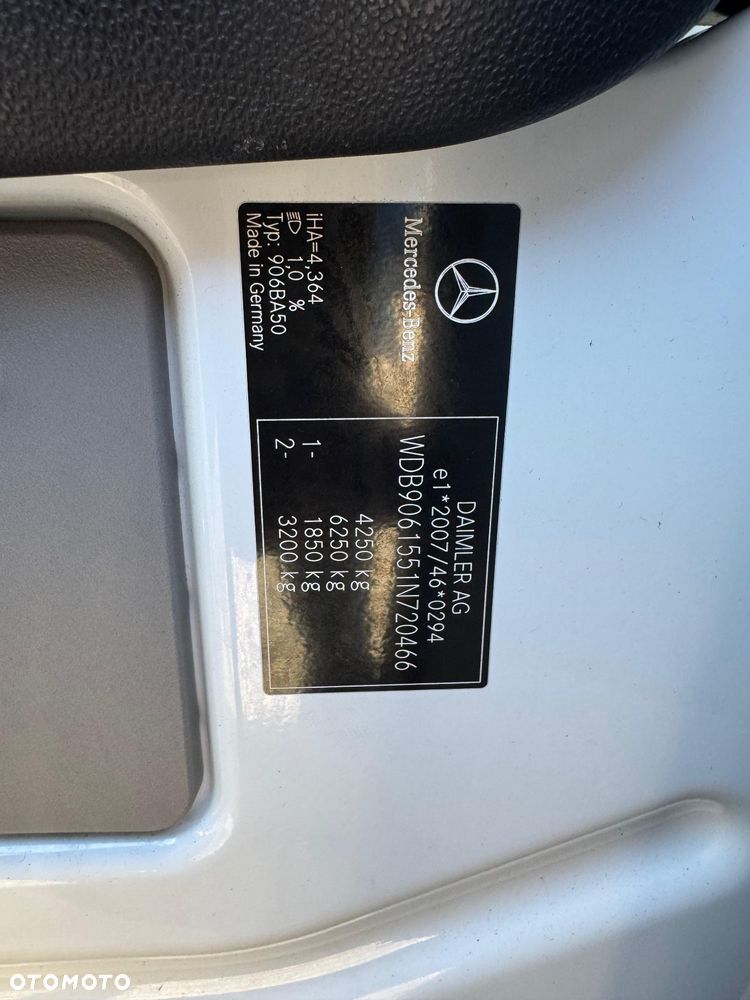 Mercedes-Benz
iHA=4,364
1,0 %
Typ: 906BA50
Made in Germany
DAIMLER AG
e1*2007/46*0294
WDB9061551N720466
4250 kg
6250 kg
1- 1850 kg
2- 3200 kg
OTOMOTO